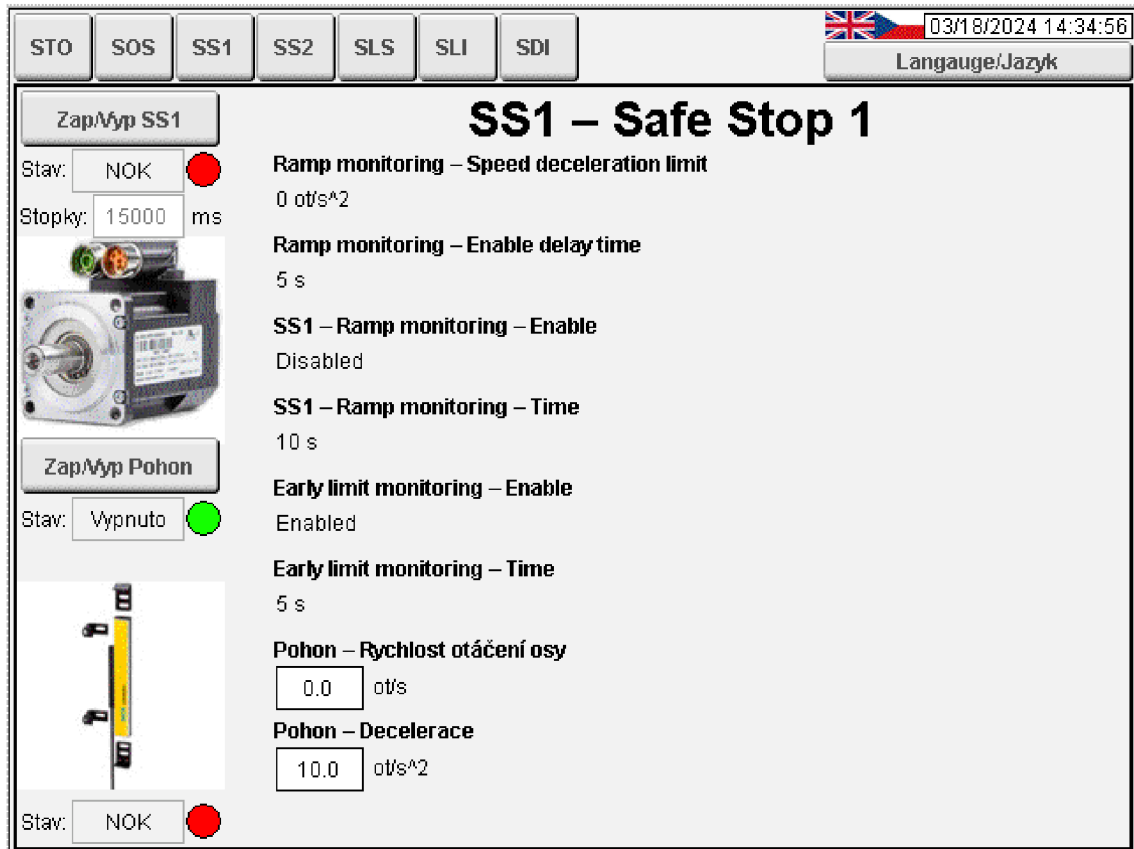 STO SOS SS1 SS2 SLS SLI SDI
03/18/2024 14:34:56
Langauge/Jazyk
Zap/Vyp SS1
SS1 – Safe Stop 1
Stav: NOK
Ramp monitoring – Speed deceleration limit
0 ot/s^2
Stopky: 15000 ms
Ramp monitoring – Enable delay time
5 s
SS1 – Ramp monitoring – Enable
Disabled
SS1 – Ramp monitoring – Time
10 s
Zap/Vyp Pohon
Early limit monitoring – Enable
Stav: Vypnuto
Enabled
Early limit monitoring – Time
5 s
Pohon – Rychlost otáčení osy
0.0 ot/s
Pohon – Decelerace
10.0 ot/s^2
Stav: NOK